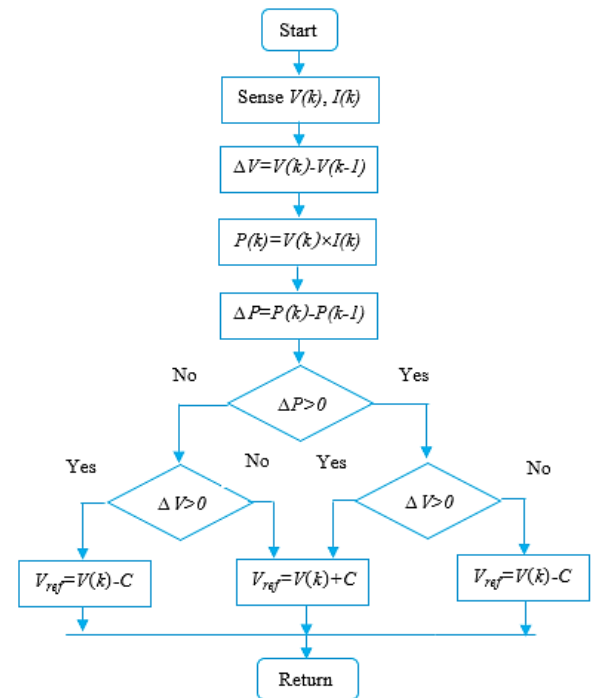 Start
Sense V(k), I(k)
ΔV=V(k)-V(k-1)
P(k)=V(k)×I(k)
ΔP=P(k)-P(k-1)
No
Yes
ΔP>0
Yes
No
Yes
No
ΔV>0
ΔV>0
Vref=V(k)-C
Vref=V(k)+C
Vref=V(k)-C
Return